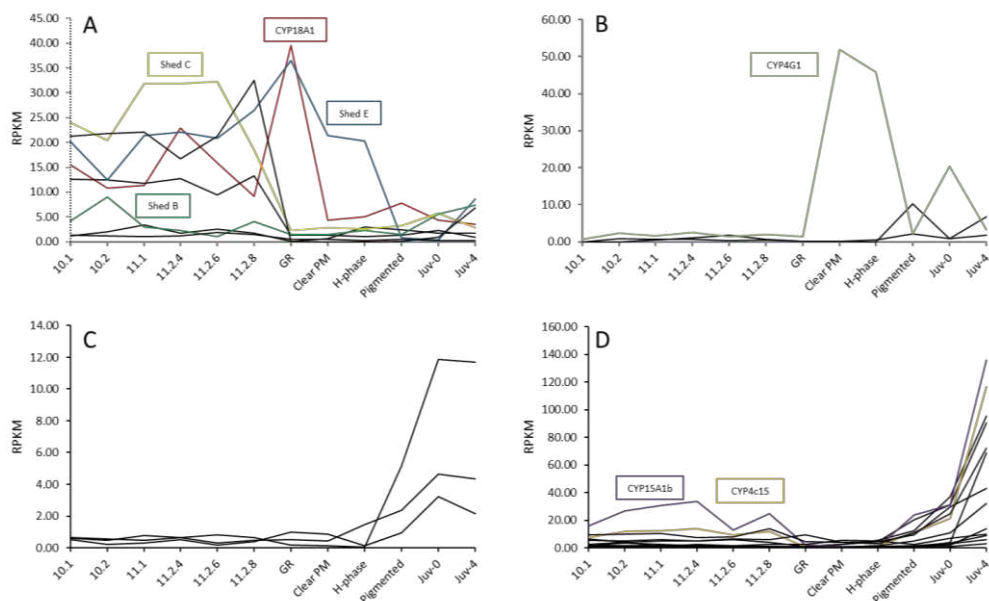 A
45.00
40.00
35.00
30.00
25.00
20.00
15.00
10.00
5.00
0.00
RPKM
CYP18A1
Shed C
Shed E
Shed B
10.1
10.2
11.1
11.2.4
11.2.6
11.2.8
GR
Clear PM
H-phase
Pigmented
Juv-0
Juv-4
B
60.00
50.00
40.00
30.00
20.00
10.00
0.00
RPKM
CYP4G1
10.1
10.2
11.1
11.2.4
11.2.6
11.2.8
GR
Clear PM
H-phase
Pigmented
Juv-0
Juv-4
C
14.00
12.00
10.00
8.00
6.00
4.00
2.00
0.00
RPKM
10.1
10.2
11.1
11.2.4
11.2.6
11.2.8
GR
Clear PM
H-phase
Pigmented
Juv-0
Juv-4
D
160.00
140.00
120.00
100.00
80.00
60.00
40.00
20.00
0.00
RPKM
CYP15A1b
CYP4c15
10.1
10.2
11.1
11.2.4
11.2.6
11.2.8
GR
Clear PM
H-phase
Pigmented
Juv-0
Juv-4